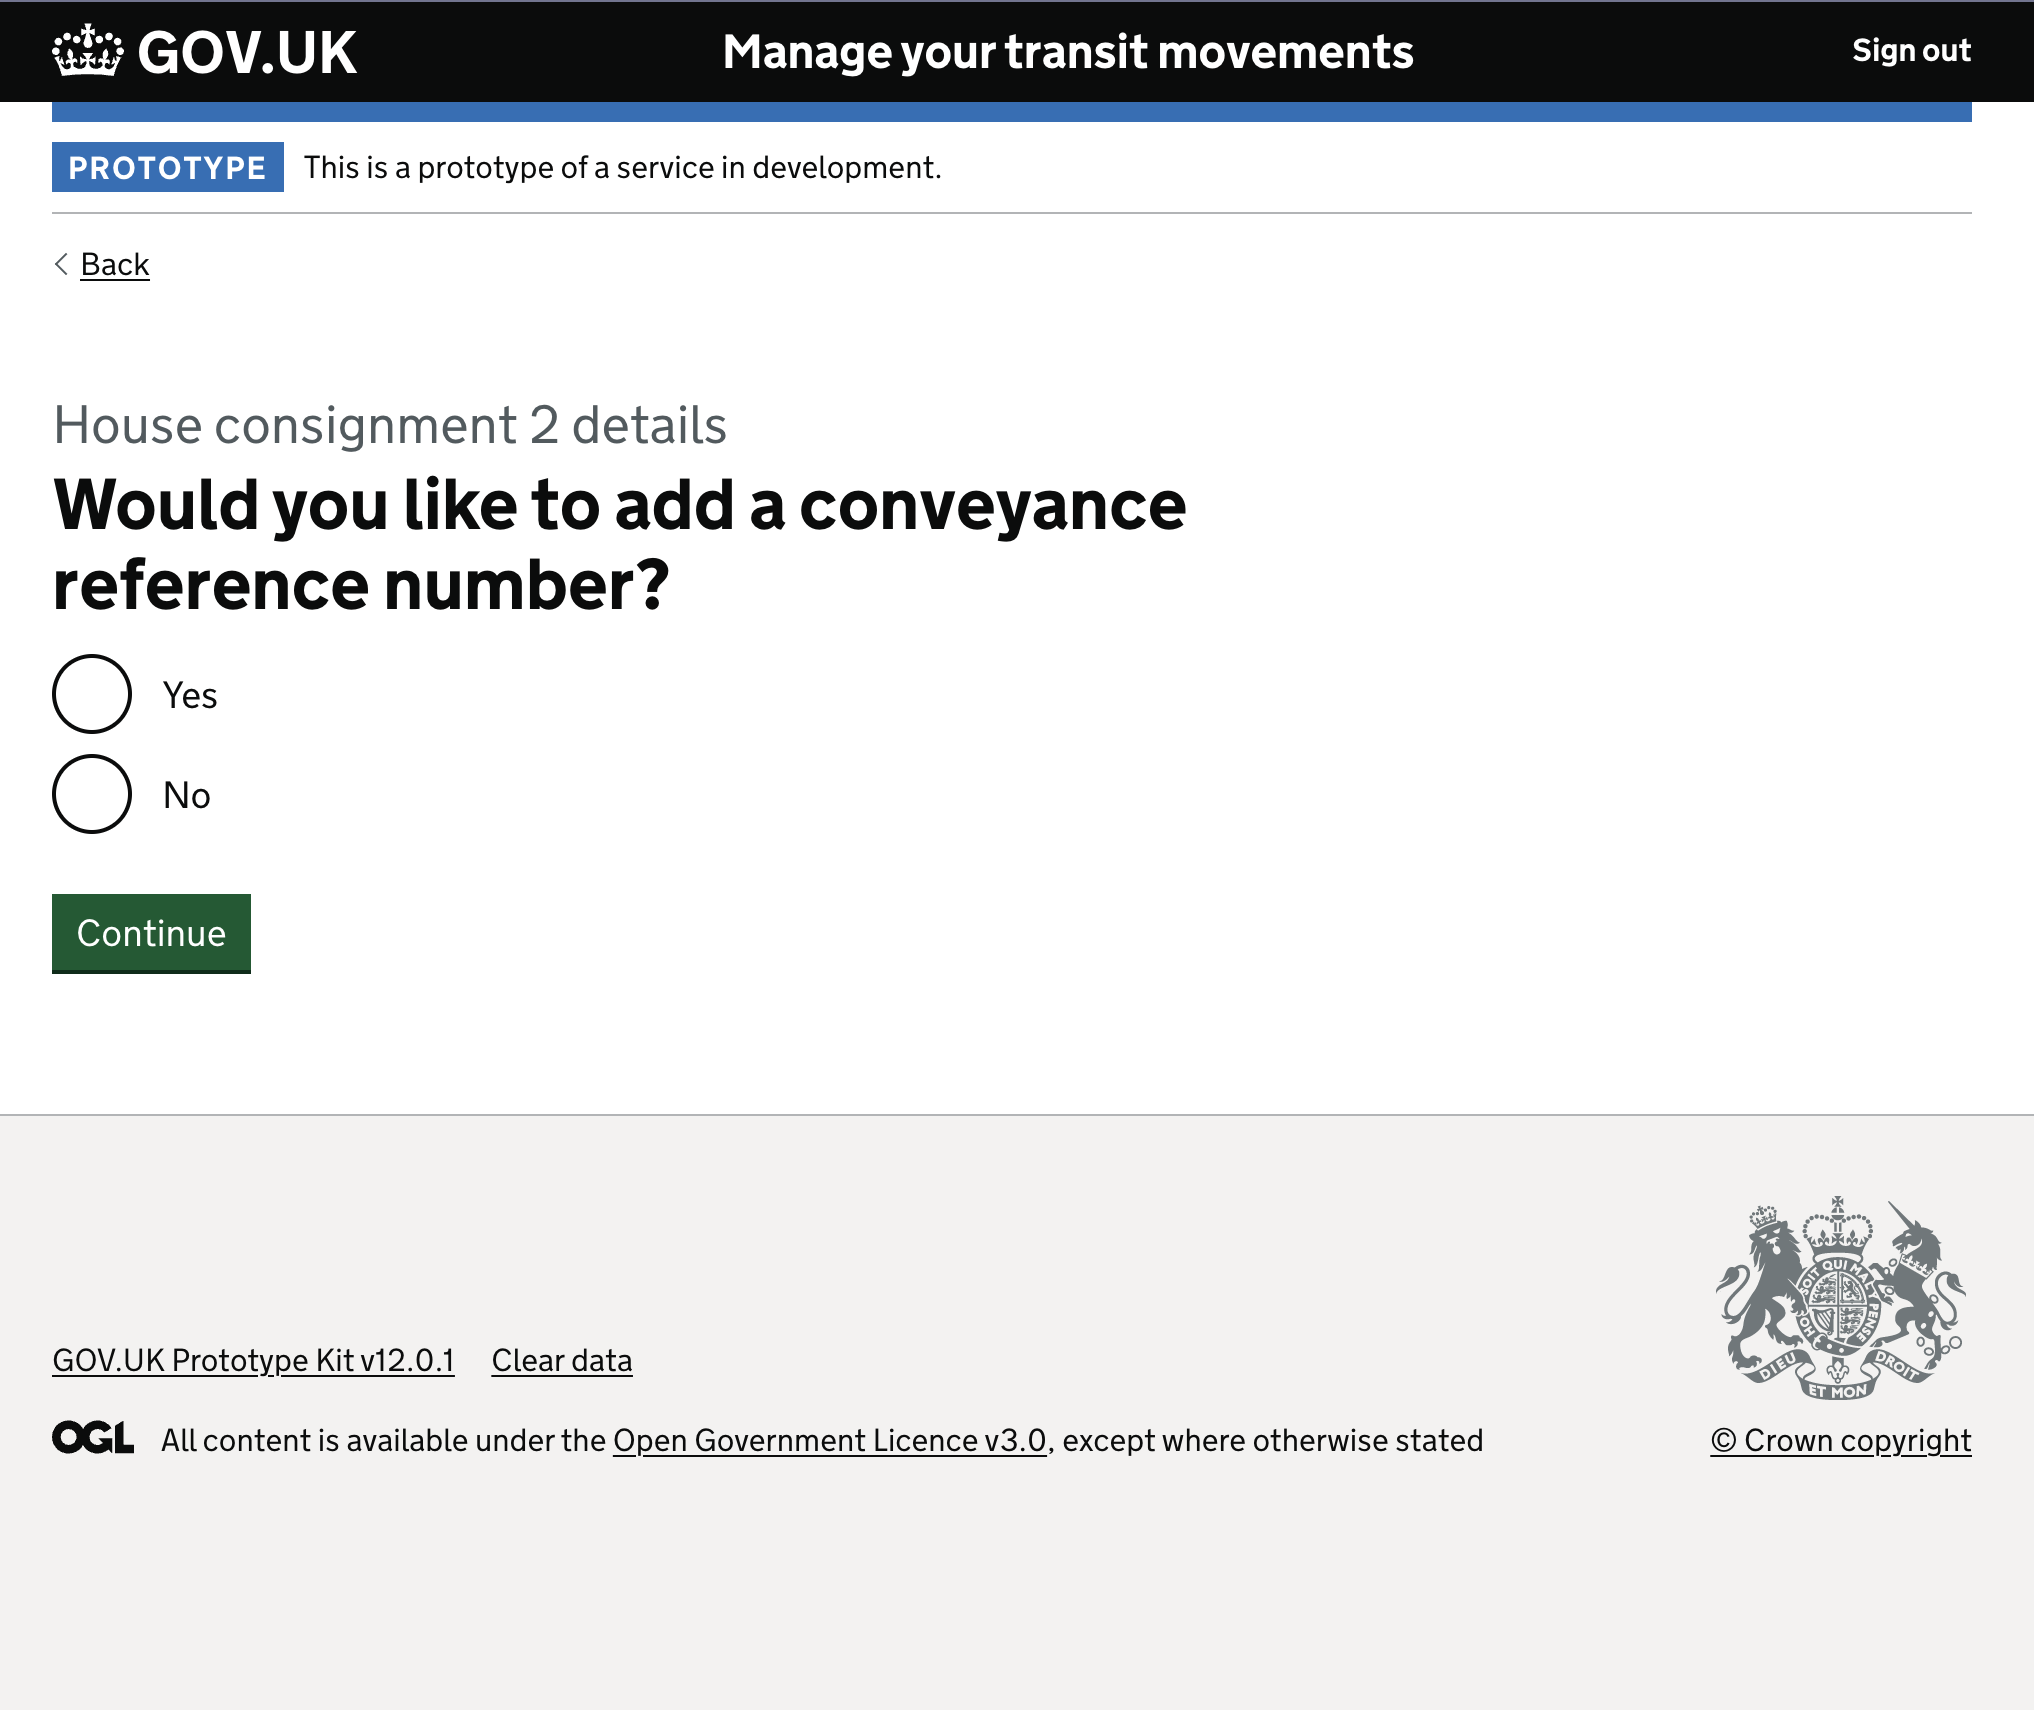 GOV.UK
Manage your transit movements
Sign out
PROTOTYPE This is a prototype of a service in development.
Back
House consignment 2 details
Would you like to add a conveyance
reference number?
Yes
No
Continue
SOIT QUI MAL Y PENSE
DIEU ET MON DROIT
GOV.UK Prototype Kit v12.0.1 Clear data
OGL All content is available under the Open Government Licence v3.0, except where otherwise stated
© Crown copyright